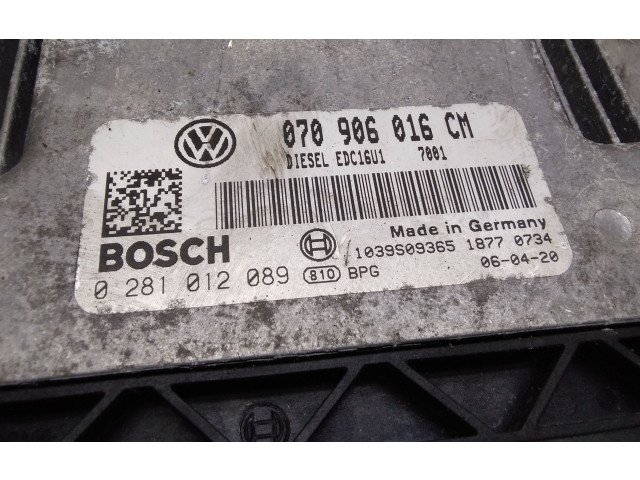 070 906 016 CM
DIESEL EDC16U1 7001
Made in Germany
BOSCH
1039S09365 1877 0734
0 281 012 089 810 BPG 06-04-20